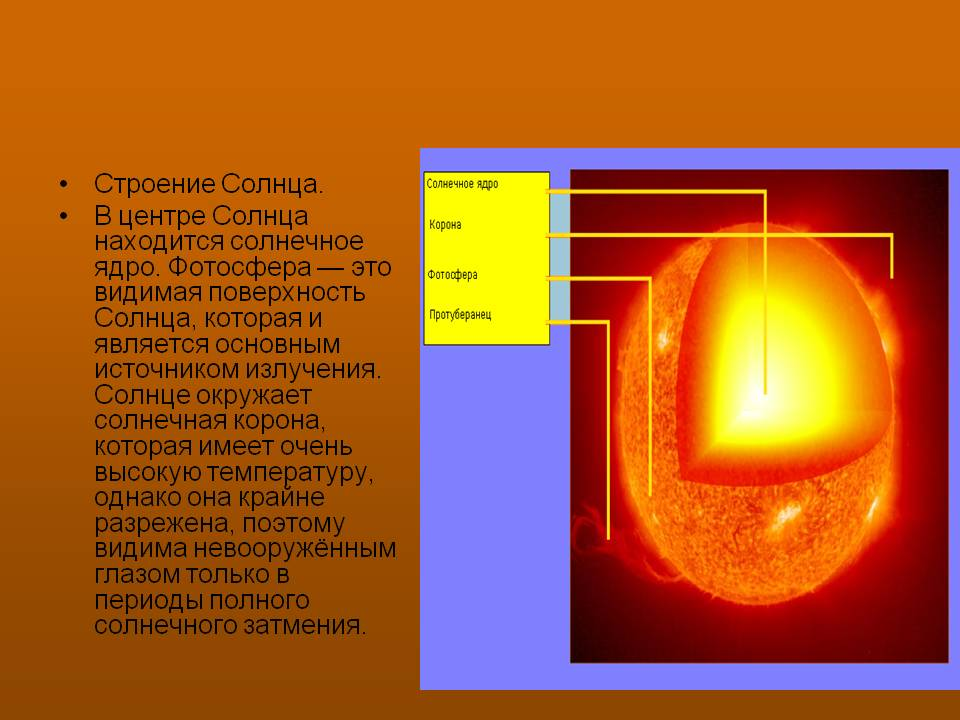 • Строение Солнца.
• В центре Солнца
находится солнечное
ядро. Фотосфера — это
видимая поверхность
Солнца, которая и
является основным
источником излучения.
Солнце окружает
солнечная корона,
которая имеет очень
высокую температуру,
однако она крайне
разрежена, поэтому
видима невооружённым
глазом только в
периоды полного
солнечного затмения.
Солнечное ядро
Корона
Фотосфера
Протуберанец